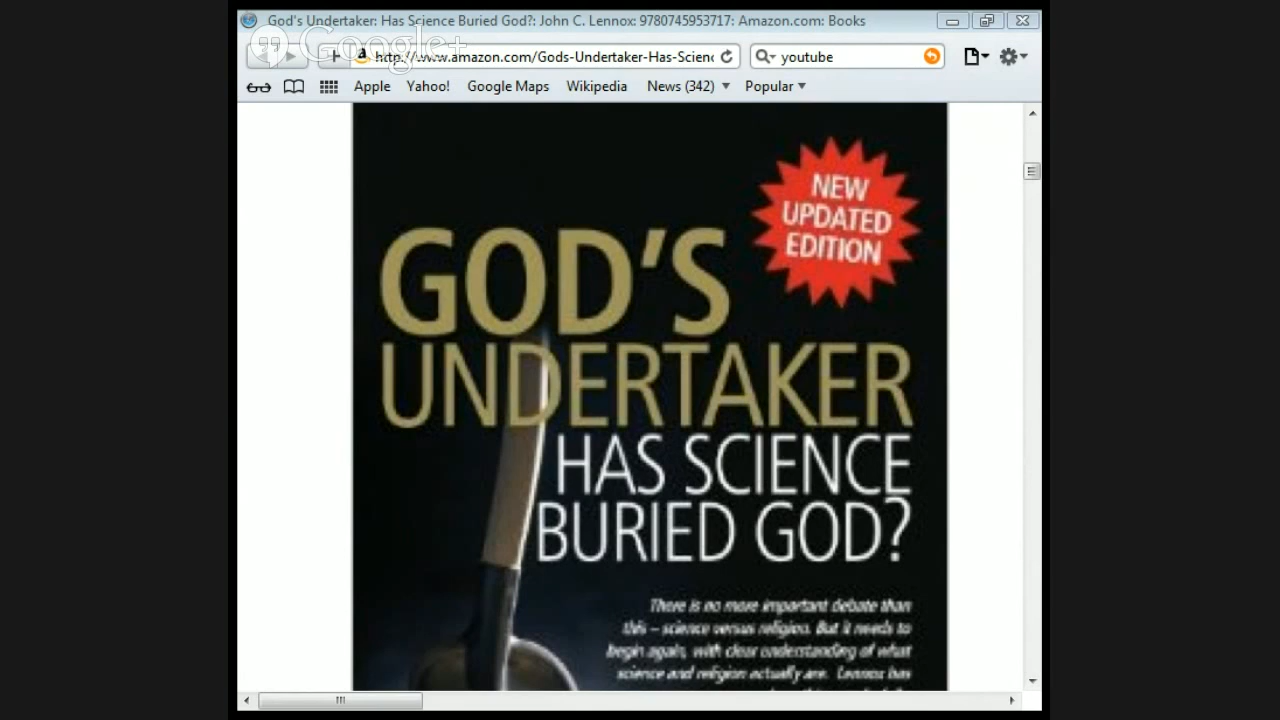 God's Undertaker: Has Science Buried God?: John C. Lennox: 9780745953717: Amazon.com: Books
Google+
http://www.amazon.com/Gods-Undertaker-Has-Scienc
youtube
Apple Yahoo! Google Maps Wikipedia News (342) Popular
NEW
UPDATED
EDITION
GOD'S
UNDERTAKER
HAS SCIENCE
BURIED GOD?
There is no more important debate than
this – science versus religion. But it needs to
begin again, with clear understanding of what
science and religion actually are. Lennox has